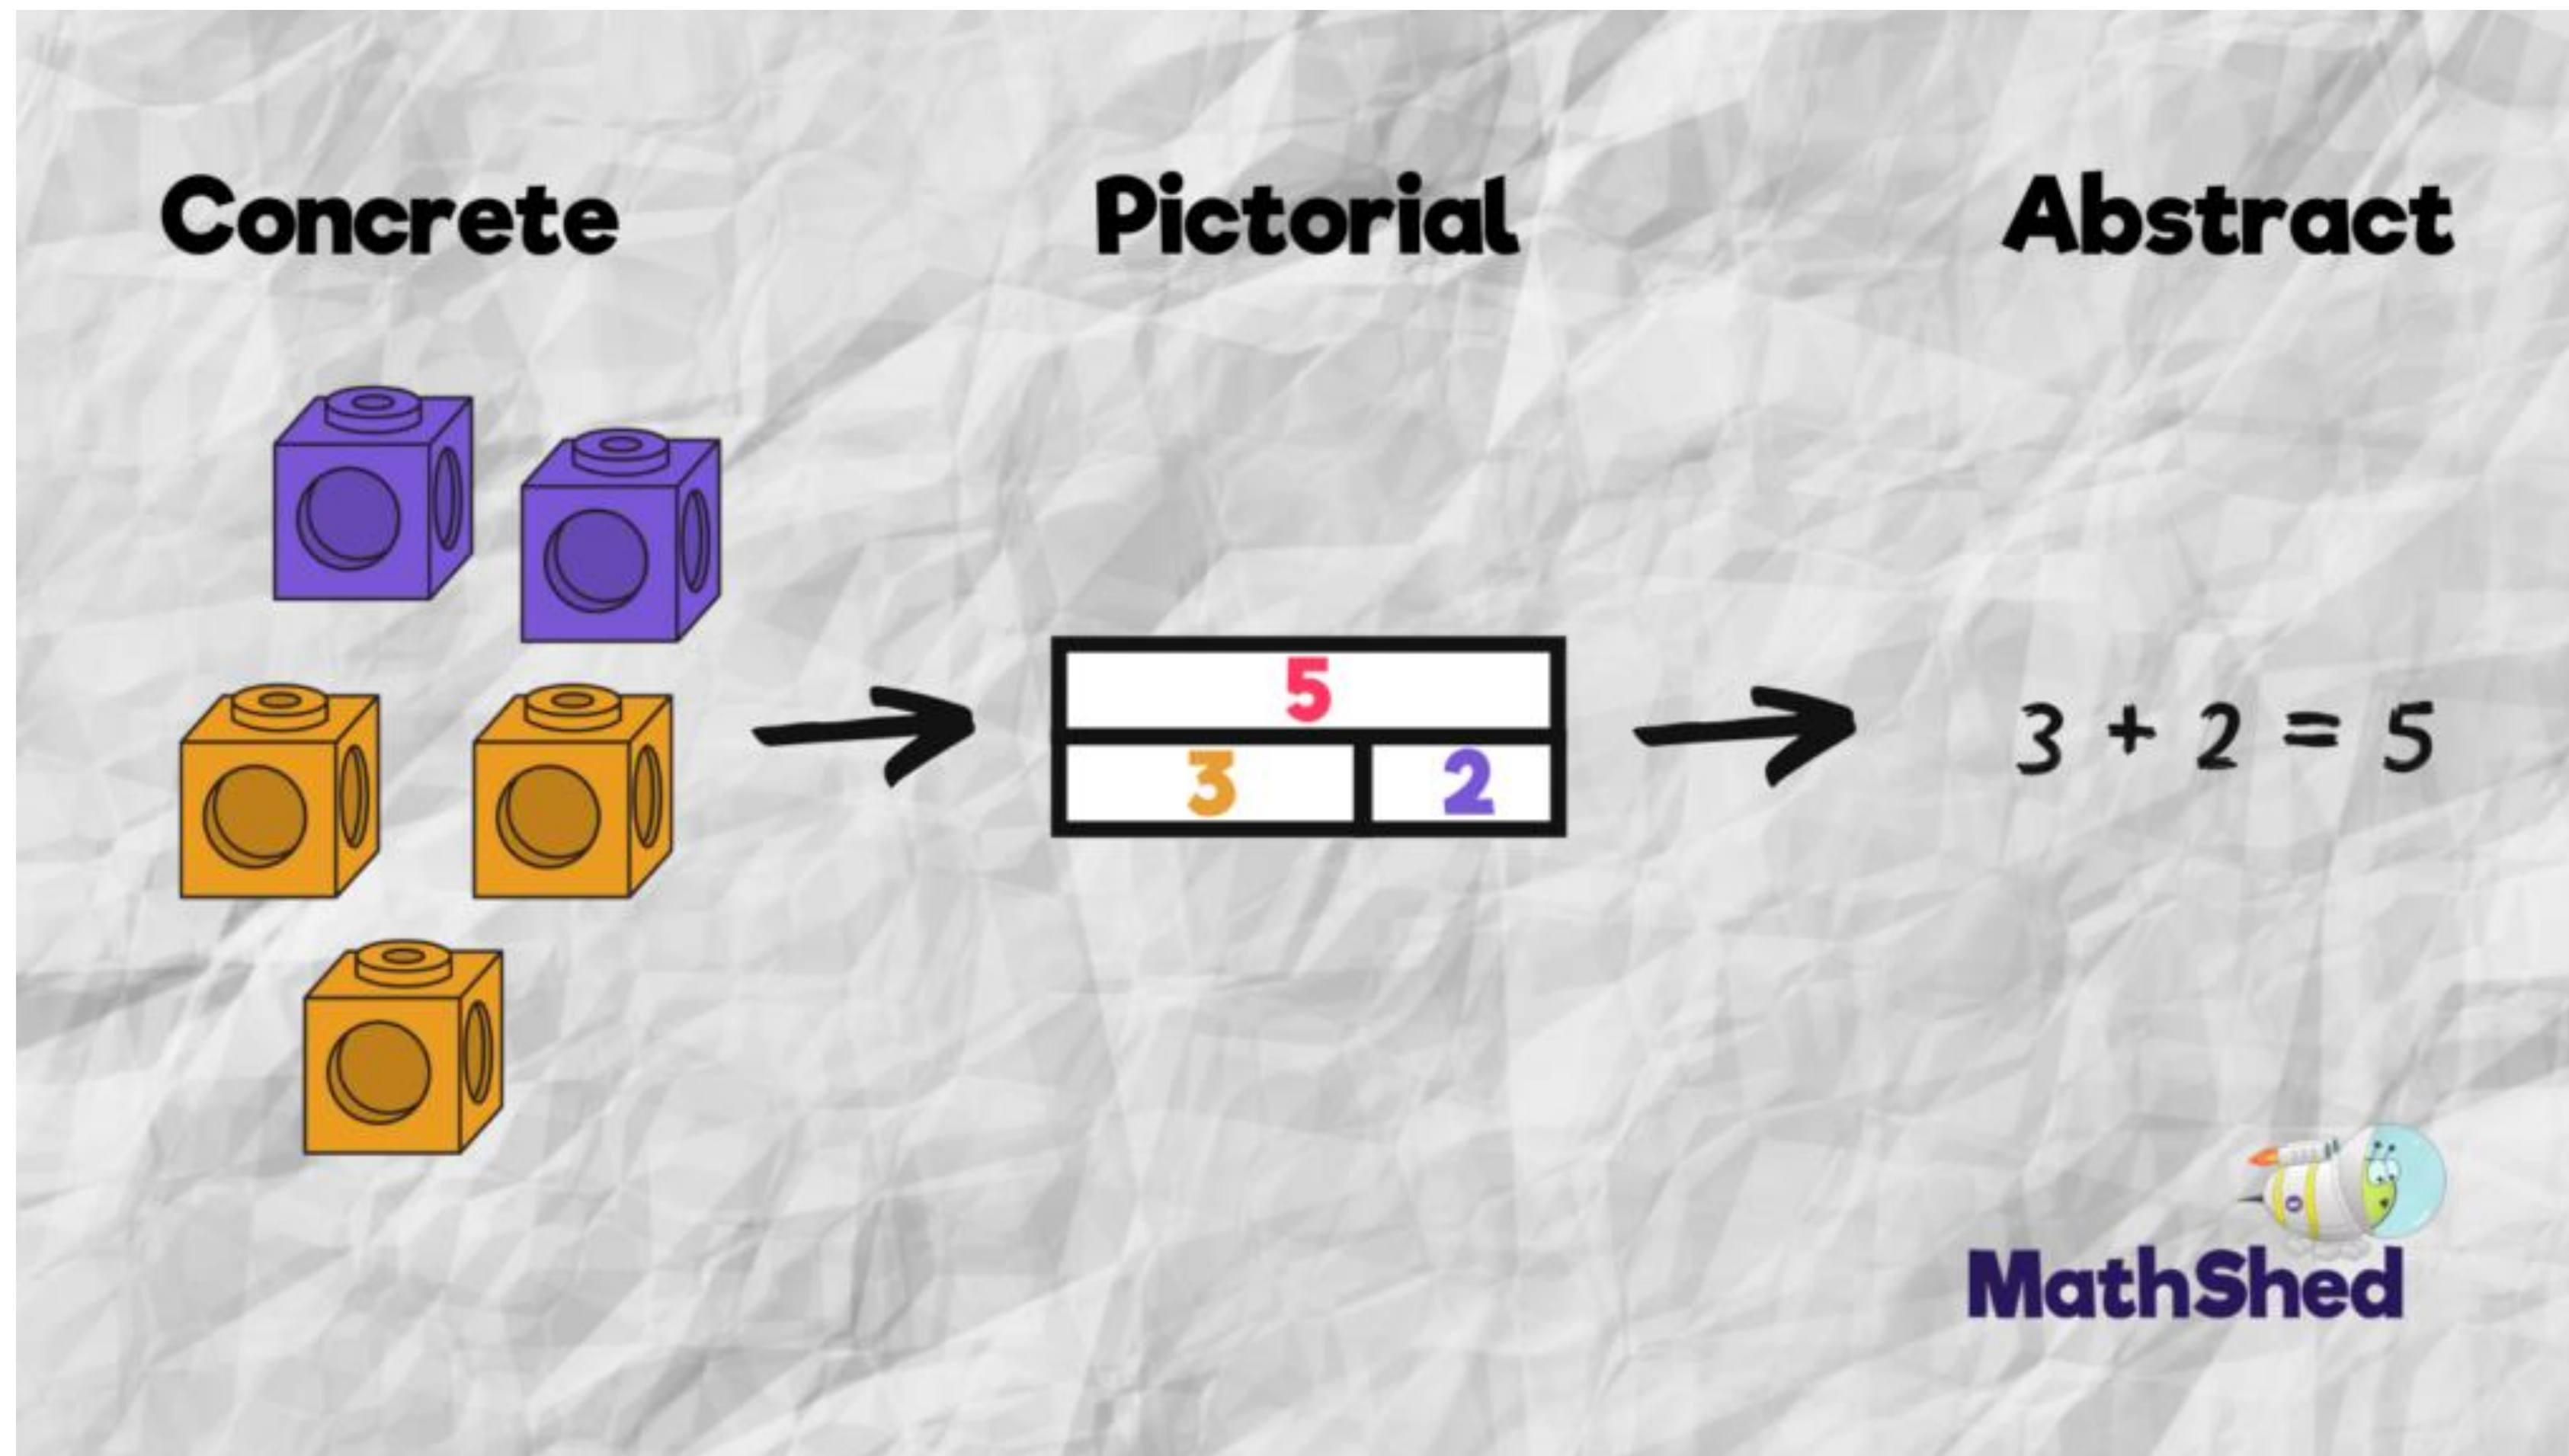 Concrete Pictorial Abstract
5
3 2
3 + 2 = 5
MathShed